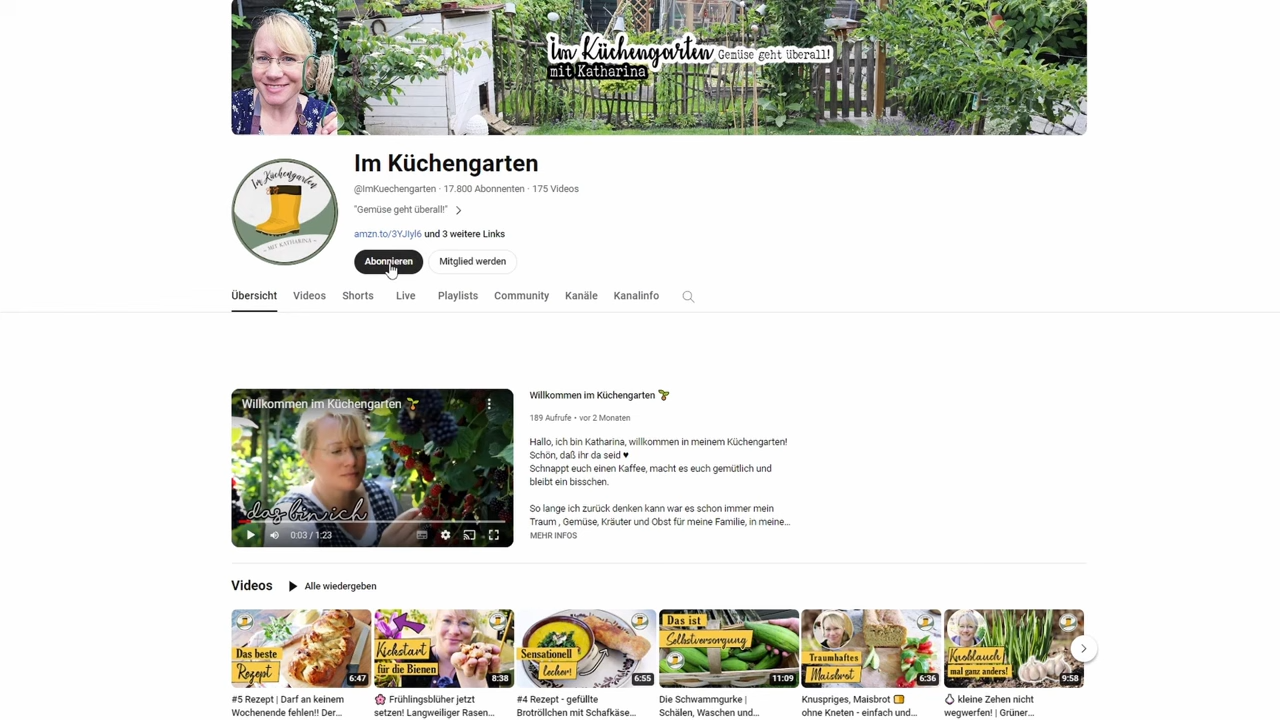 im Küchengarten Gemüse geht überall!
mit Katharina
Im Küchengarten
~ MIT KATHARINA ~
Im Küchengarten
@ImKuechengarten · 17.800 Abonnenten · 175 Videos
"Gemüse geht überall!"
amzn.to/3YJIyl6 und 3 weitere Links
Abonnieren Mitglied werden
Übersicht Videos Shorts Live Playlists Community Kanäle Kanalinfo
Willkommen im Küchengarten
das bin ich
0:03 / 1:23
Willkommen im Küchengarten
189 Aufrufe • vor 2 Monaten
Hallo, ich bin Katharina, willkommen in meinem Küchengarten!
Schön, daß ihr da seid ♥
Schnappt euch einen Kaffee, macht es euch gemütlich und
bleibt ein bisschen.
So lange ich zurück denken kann war es schon immer mein
Traum , Gemüse, Kräuter und Obst für meine Familie, in meine...
MEHR INFOS
Videos Alle wiedergeben
Das beste
Rezept
6:47
Kickstart
für die Bienen
8:38
Sensationell
lecker!
6:55
Das ist
Selbstversorgung
11:09
Traumhaftes
Maisbrot
6:36
Knoblauch
mal ganz anders!
9:58
#5 Rezept | Darf an keinem
Wochenende fehlen!! Der...
🌸 Frühlingsblüher jetzt
setzen! Langweiliger Rasen...
#4 Rezept - gefüllte
Brotröllchen mit Schafkäse...
Die Schwammgurke |
Schälen, Waschen und...
Knuspriges, Maisbrot 🍞
ohne Kneten - einfach und...
🧄 kleine Zehen nicht
wegwerfen! | Grüner...